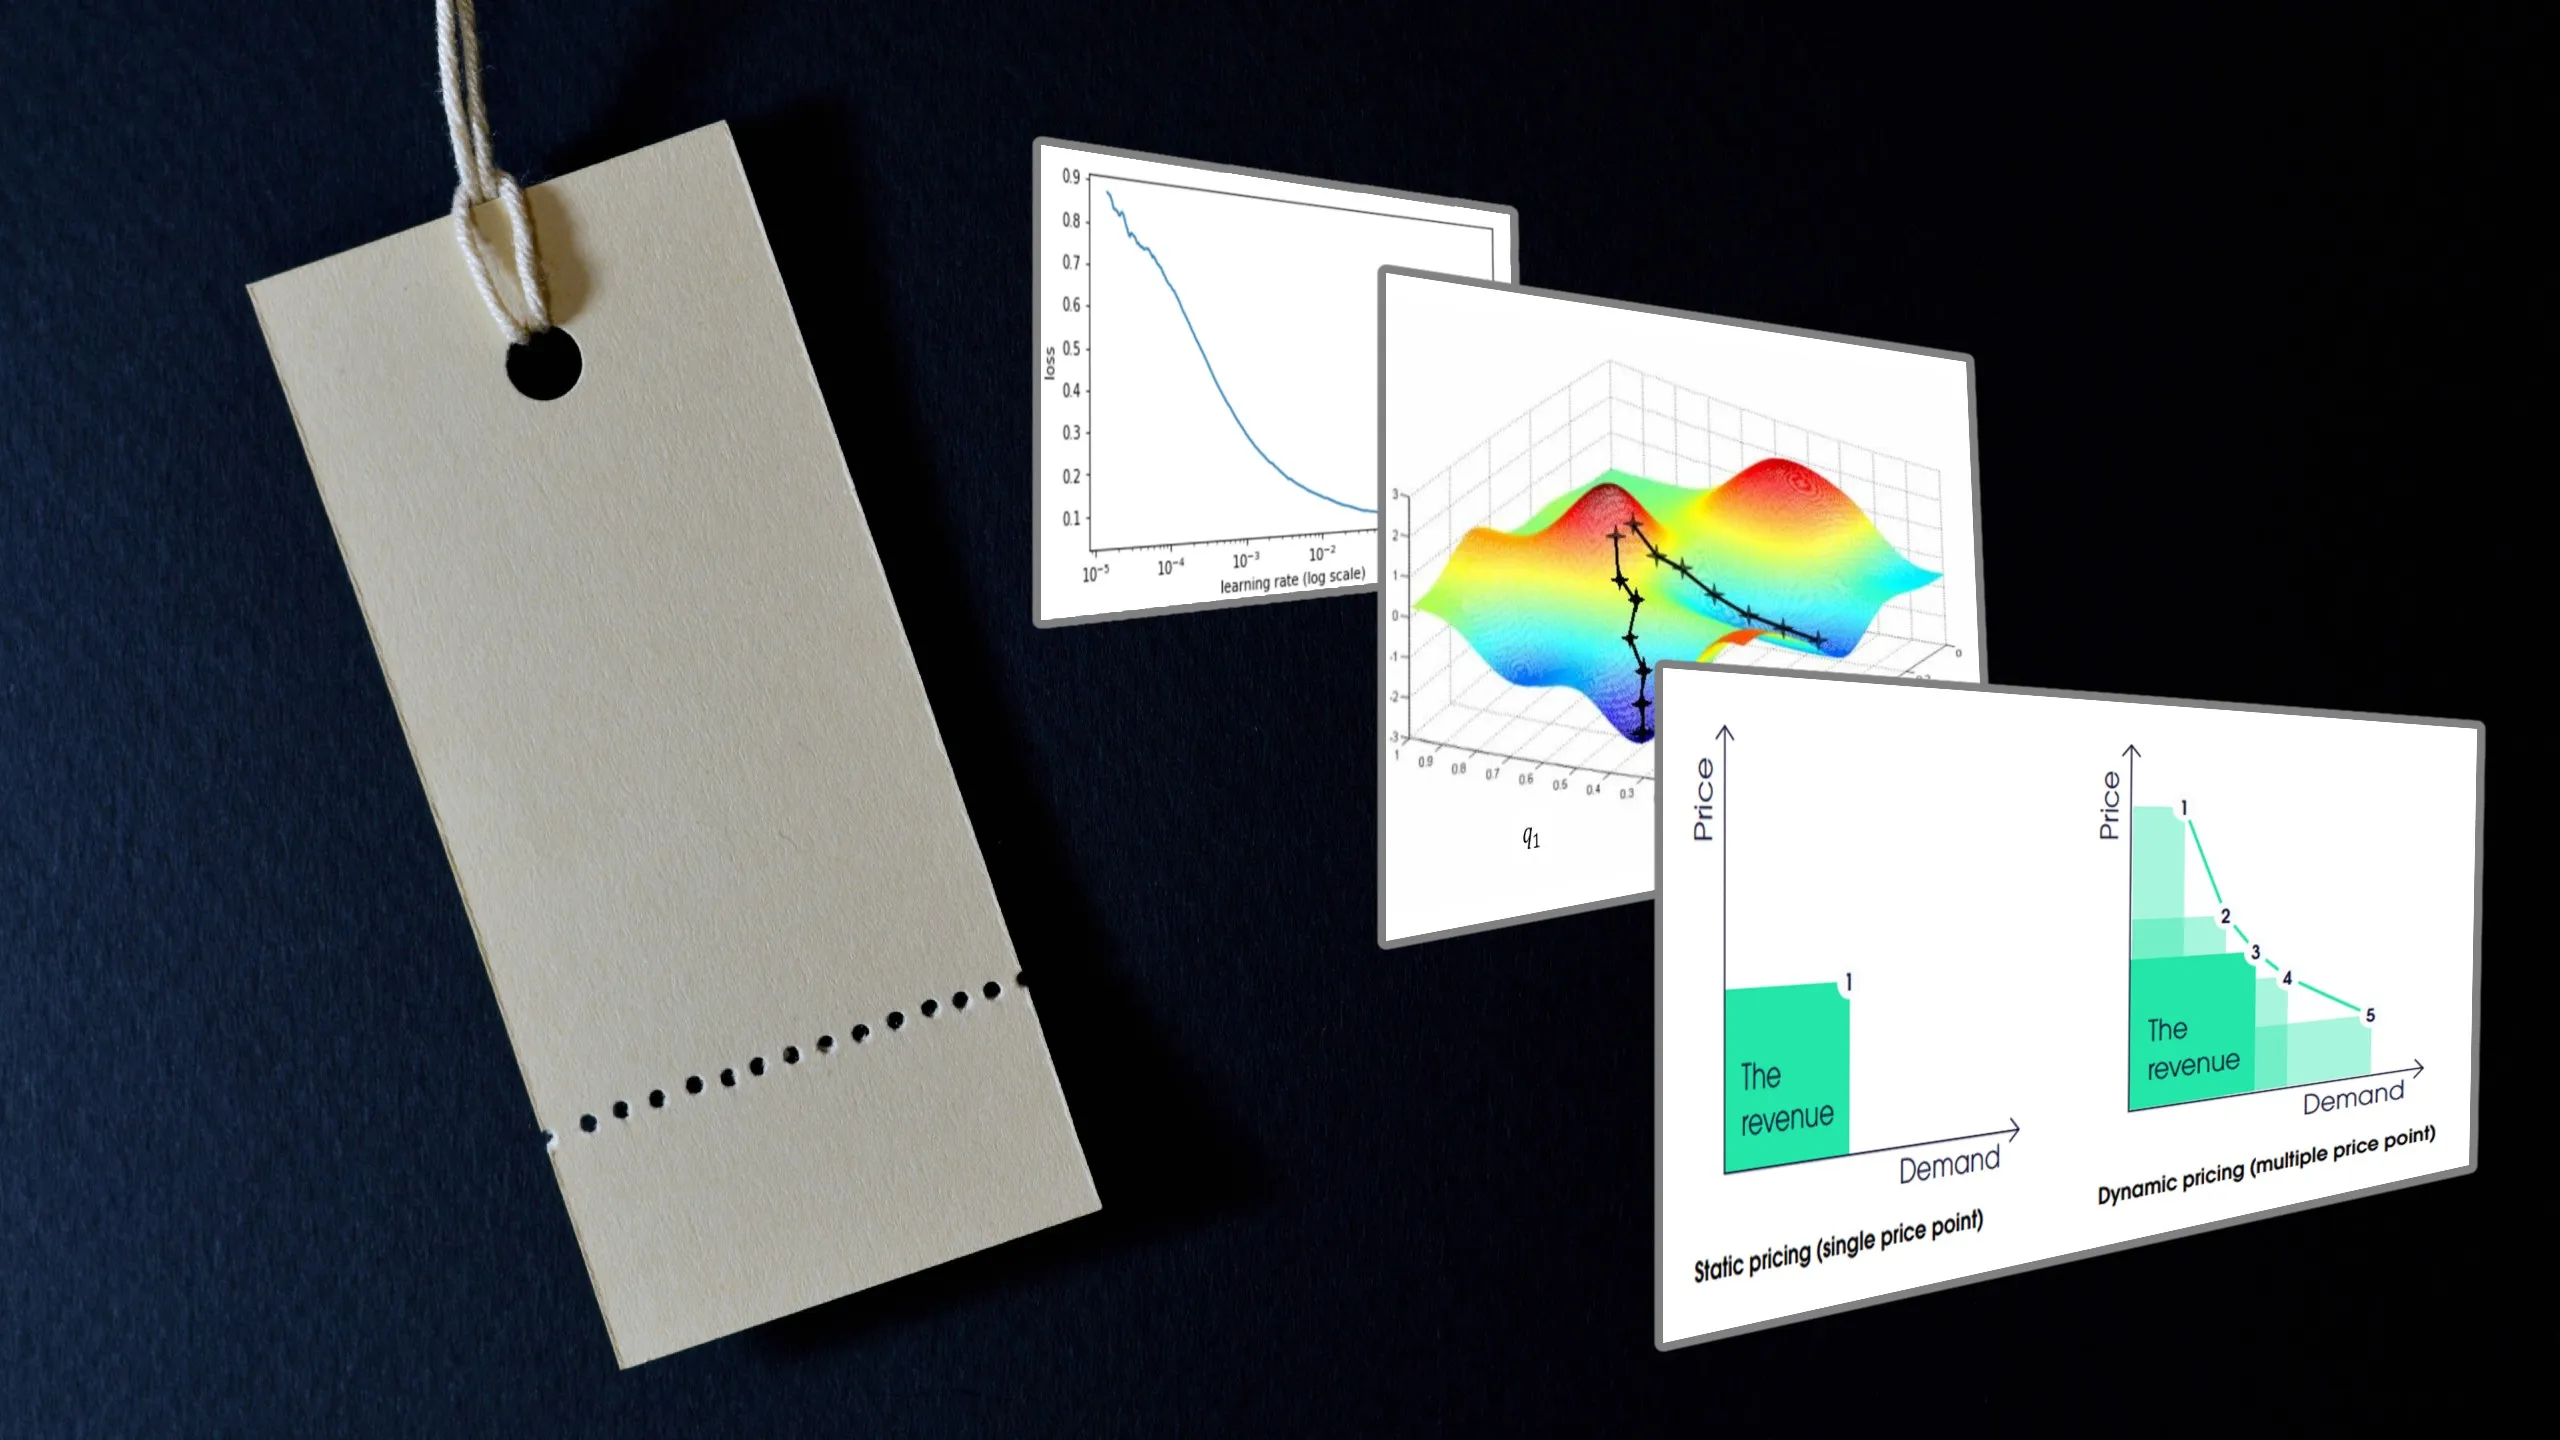 0.9
0.8
0.7
0.6
0.5
0.4
0.3
0.2
0.1
loss
10⁻⁵
10⁻⁴
10⁻³
10⁻²
learning rate (log scale)
3
2
1
0
-1
-2
-3
1
0.9
0.8
0.7
0.6
0.5
0.4
0.3
0
q₁
Price
1
The
revenue
Demand
Static pricing (single price point)
Price
1
2
3
4
5
The
revenue
Demand
Dynamic pricing (multiple price point)